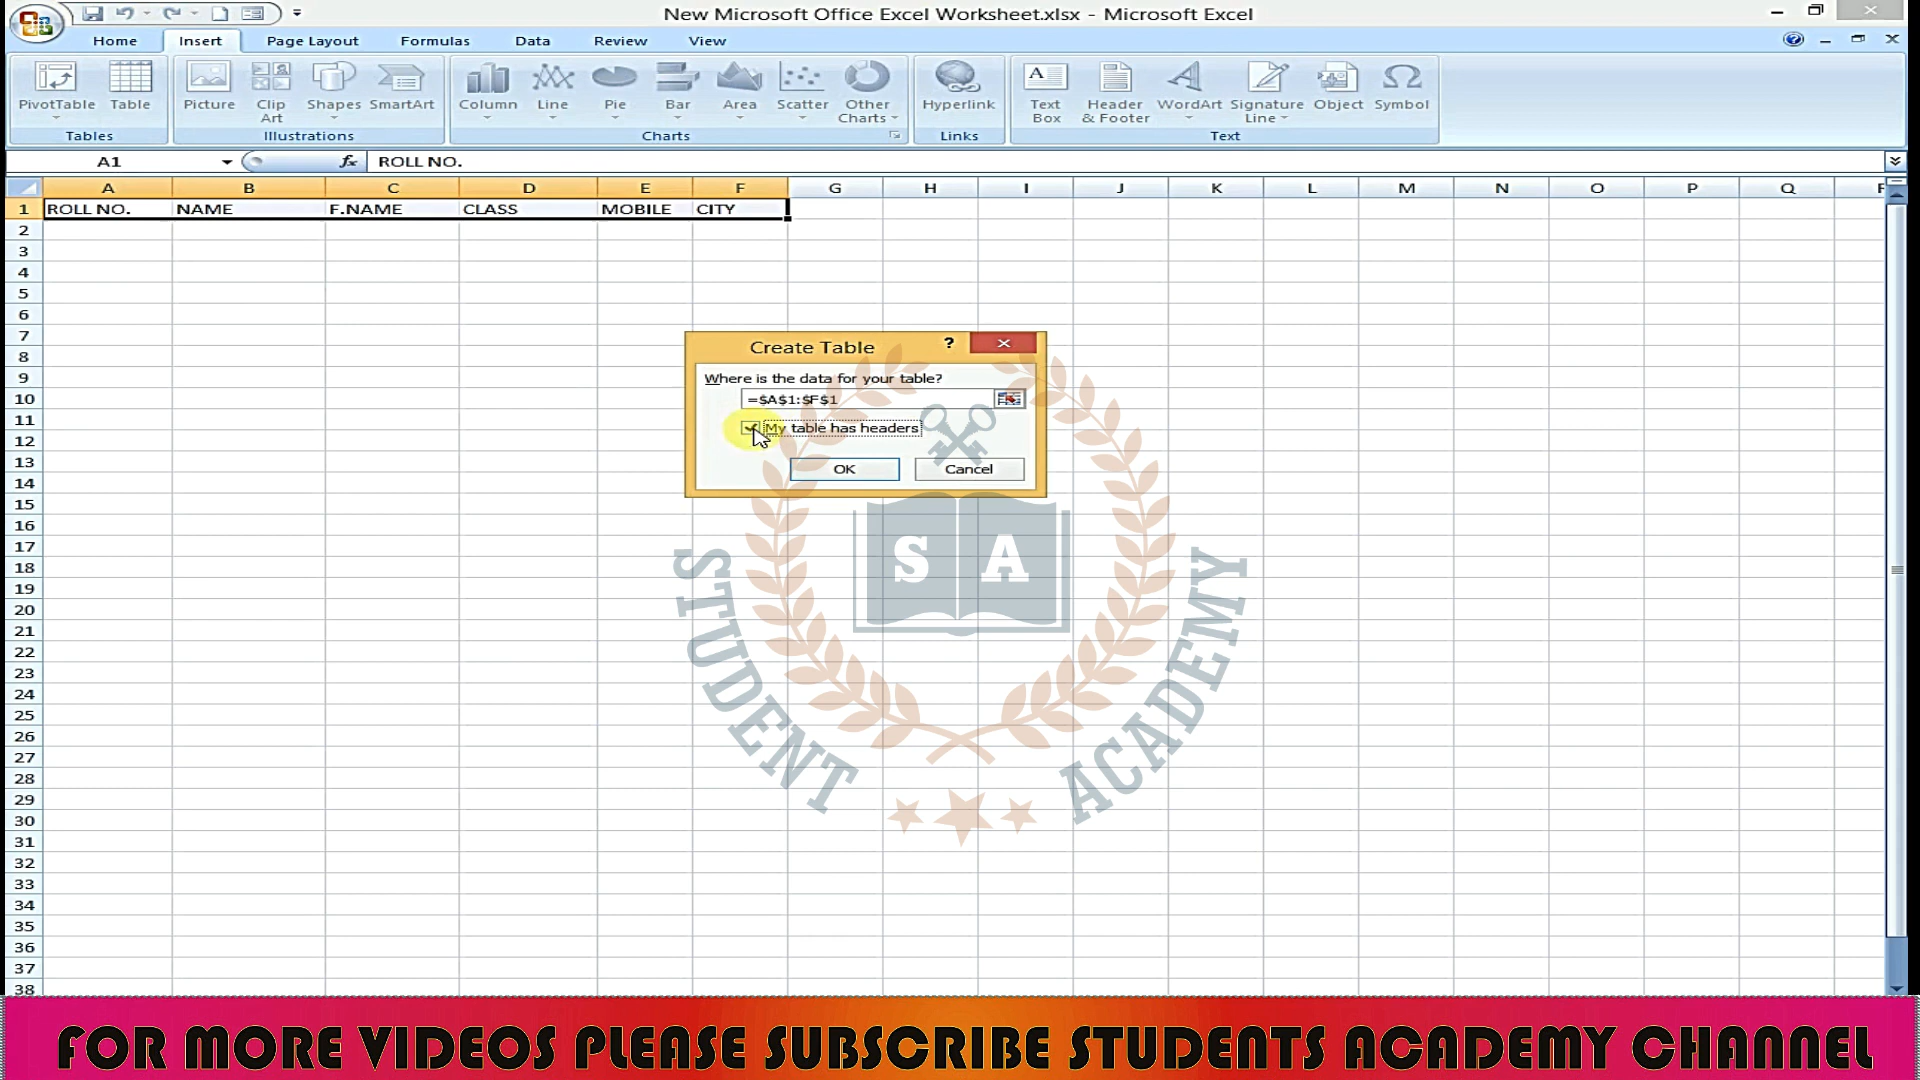 New Microsoft Office Excel Worksheet.xlsx - Microsoft Excel
Home Insert Page Layout Formulas Data Review View
PivotTable Table Picture Clip Art Shapes SmartArt Column Line Pie Bar Area Scatter Other Charts Hyperlink Text Box Header & Footer WordArt Signature Line Object Symbol
Tables Illustrations Charts Links Text
A1 fx ROLL NO.
A B C D E F G H I J K L M N O P Q
1 ROLL NO. NAME F.NAME CLASS MOBILE CITY
2
3
4
5
6
7
8
9
10
11
12
13
14
15
16
17
18
19
20
21
22
23
24
25
26
27
28
29
30
31
32
33
34
35
36
37
38
Create Table ?
Where is the data for your table?
=$A$1:$F$1
My table has headers
OK Cancel
S A
STUDENT ACADEMY
FOR MORE VIDEOS PLEASE SUBSCRIBE STUDENTS ACADEMY CHANNEL